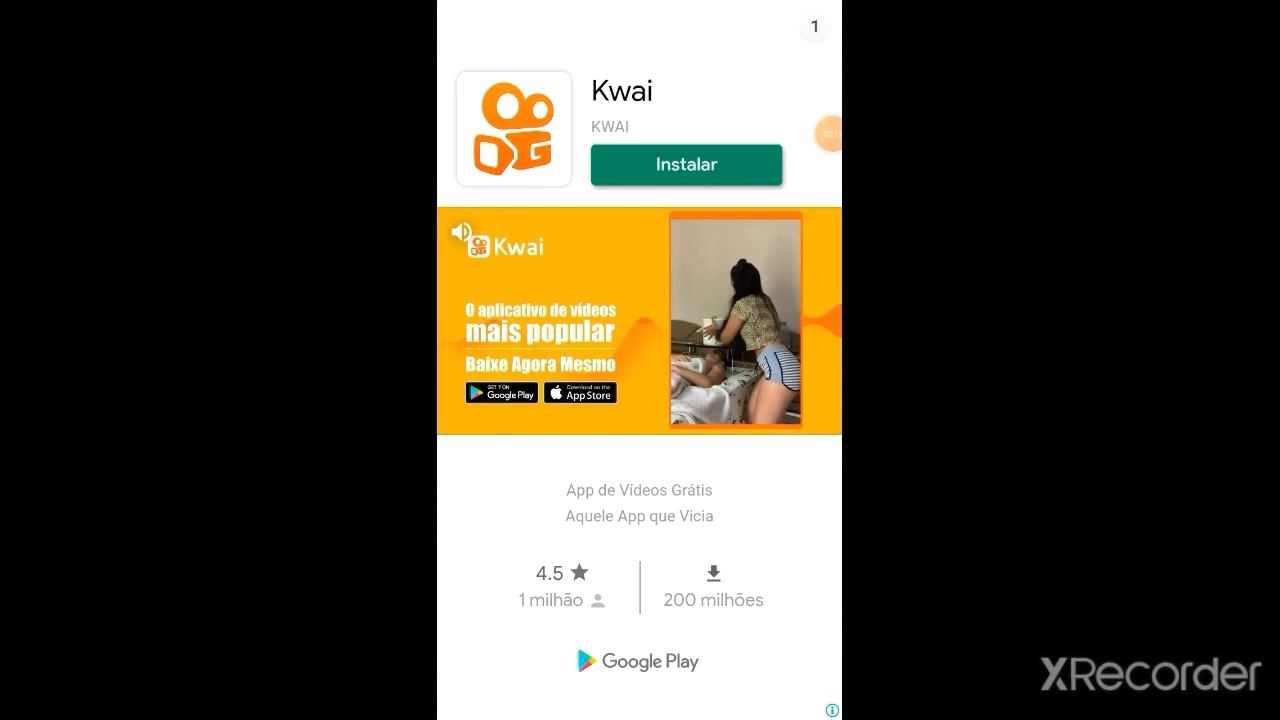 1
Kwai
KWAI
Instalar
Kwai
O aplicativo de vídeos
mais popular
Baixe Agora Mesmo
GET IT ON
Google Play
Download on the
App Store
App de Vídeos Grátis
Aquele App que Vicia
4.5
1 milhão
200 milhões
Google Play
XRecorder